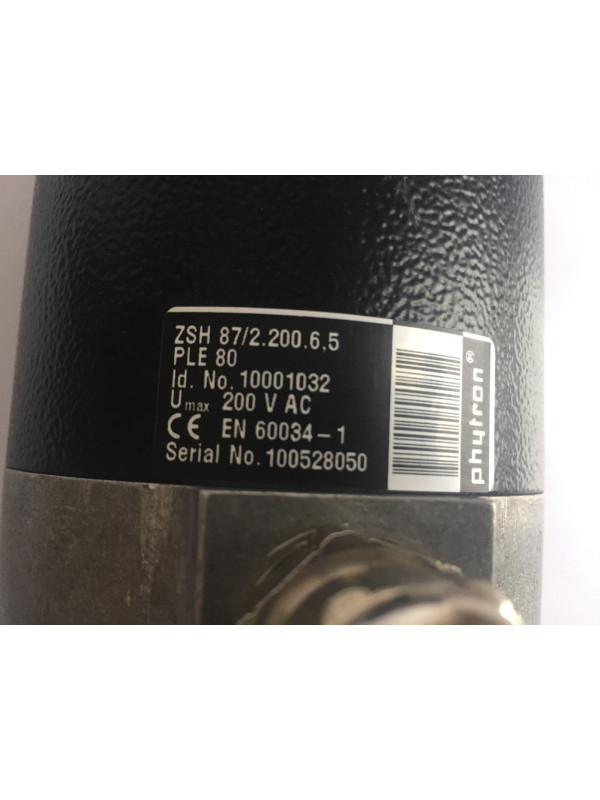 ZSH 87/2.200.6,5
PLE 80
Id. No. 10001032
Umax 200 V AC
CE EN 60034-1
Serial No. 100528050
phytron®